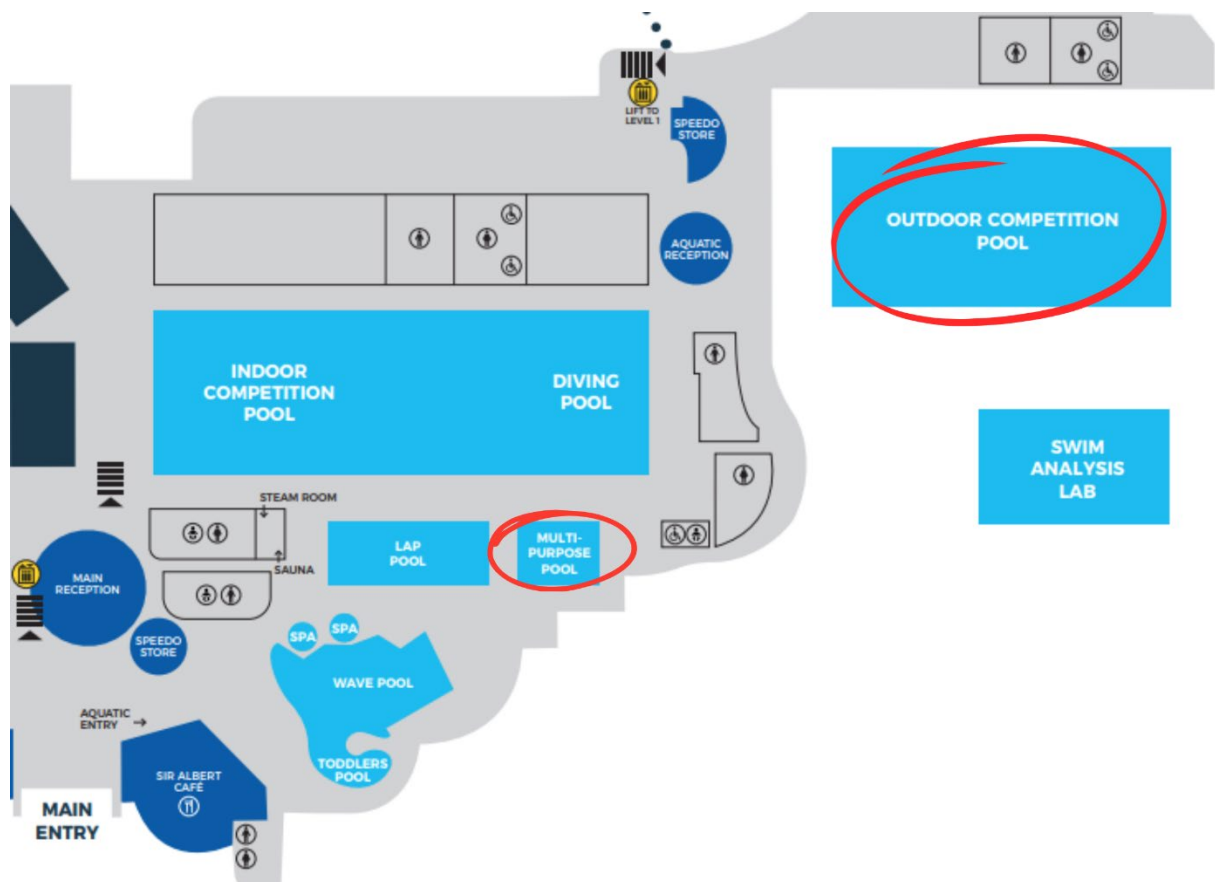 LIFT TO
LEVEL 1
SPEEDO
STORE
OUTDOOR COMPETITION
POOL
AQUATIC
RECEPTION
INDOOR
COMPETITION
POOL
DIVING
POOL
SWIM
ANALYSIS
LAB
STEAM ROOM
SAUNA
LAP
POOL
MULTI-
PURPOSE
POOL
MAIN
RECEPTION
SPEEDO
STORE
SPA
SPA
WAVE POOL
AQUATIC
ENTRY
TODDLERS
POOL
SIR ALBERT
CAFÉ
MAIN
ENTRY